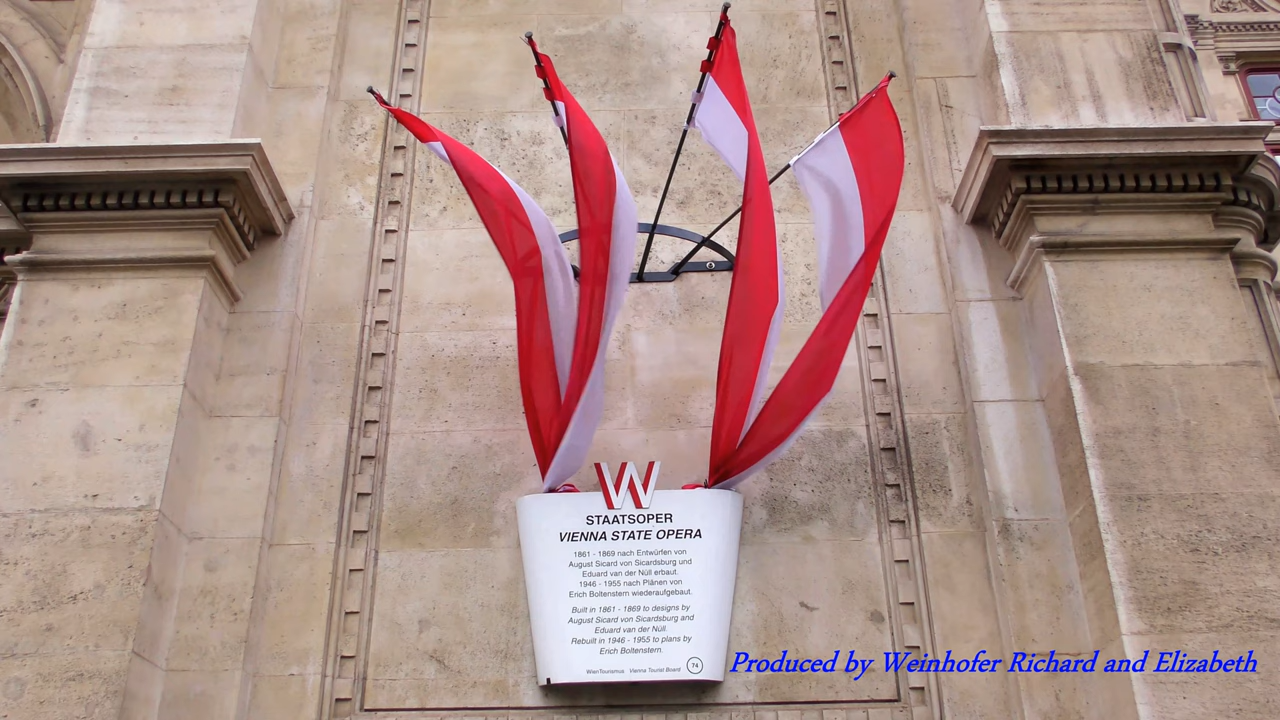 W
STAATSOPER
VIENNA STATE OPERA
1861 - 1869 nach Entwürfen von
August Sicard von Sicardsburg und
Eduard van der Nüll erbaut.
1946 - 1955 nach Plänen von
Erich Boltenstern wiederaufgebaut.
Built in 1861 - 1869 to designs by
August Sicard von Sicardsburg and
Eduard van der Nüll.
Rebuilt in 1946 - 1955 to plans by
Erich Boltenstern.
WienTourismus Vienna Tourist Board 74
Produced by Weinhofer Richard and Elizabeth